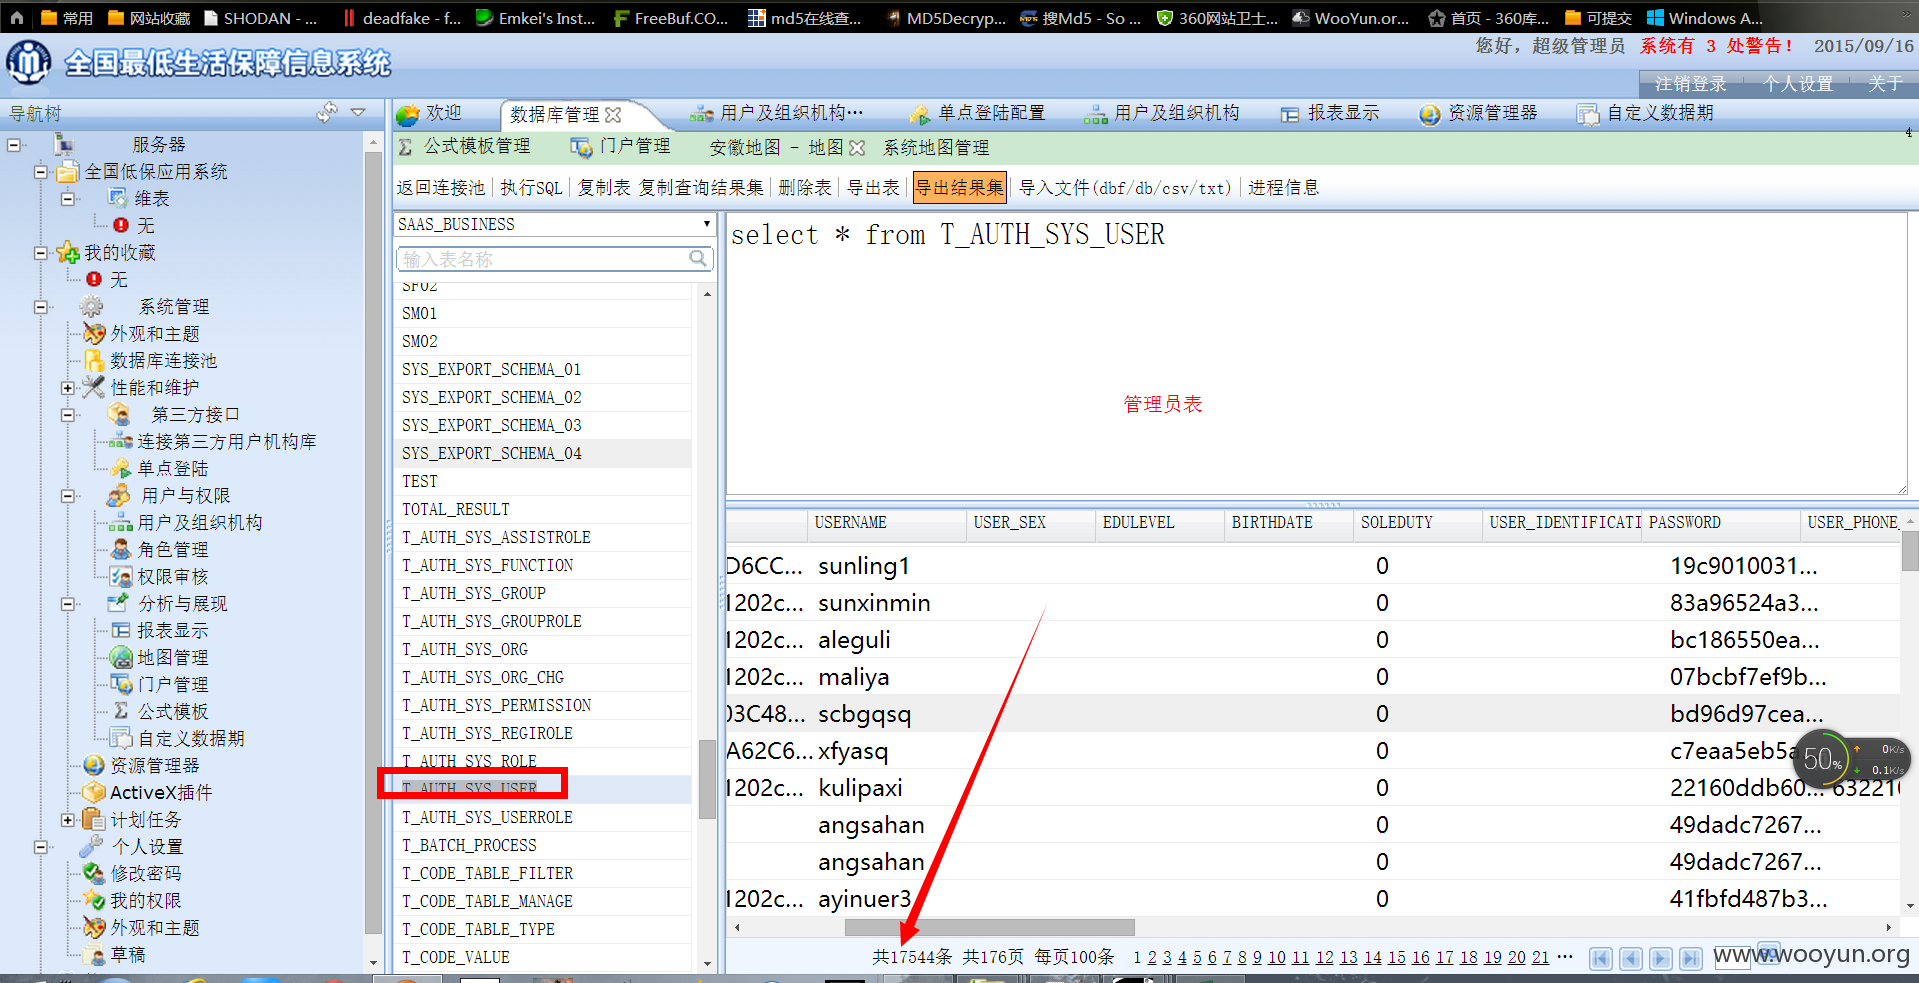 常用 网站收藏 SHODAN - ... deadfake - f... Emkei's Inst... FreeBuf.CO... md5在线查... MD5Decryp... 搜Md5 - So ... 360网站卫士... WooYun.or... 首页 - 360库... 可提交 Windows A...
全国最低生活保障信息系统
您好，超级管理员 系统有 3 处警告! 2015/09/16
注销登录 个人设置 关于
导航树
欢迎 数据库管理 用户及组织机构… 单点登陆配置 用户及组织机构 报表显示 资源管理器 自定义数据期
4
公式模板管理 门户管理 安徽地图 - 地图 系统地图管理
返回连接池 执行SQL 复制表 复制查询结果集 删除表 导出表 导出结果集 导入文件(dbf/db/csv/txt) 进程信息
服务器
全国低保应用系统
维表
无
我的收藏
无
系统管理
外观和主题
数据库连接池
性能和维护
第三方接口
连接第三方用户机构库
单点登陆
用户与权限
用户及组织机构
角色管理
权限审核
分析与展现
报表显示
地图管理
门户管理
公式模板
自定义数据期
资源管理器
ActiveX插件
计划任务
个人设置
修改密码
我的权限
外观和主题
草稿
SAAS_BUSINESS
输入表名称
SF02
SM01
SM02
SYS_EXPORT_SCHEMA_01
SYS_EXPORT_SCHEMA_02
SYS_EXPORT_SCHEMA_03
SYS_EXPORT_SCHEMA_04
TEST
TOTAL_RESULT
T_AUTH_SYS_ASSISTROLE
T_AUTH_SYS_FUNCTION
T_AUTH_SYS_GROUP
T_AUTH_SYS_GROUPROLE
T_AUTH_SYS_ORG
T_AUTH_SYS_ORG_CHG
T_AUTH_SYS_PERMISSION
T_AUTH_SYS_REGIROLE
T_AUTH_SYS_ROLE
T_AUTH_SYS_USER
T_AUTH_SYS_USERROLE
T_BATCH_PROCESS
T_CODE_TABLE_FILTER
T_CODE_TABLE_MANAGE
T_CODE_TABLE_TYPE
T_CODE_VALUE
select * from T_AUTH_SYS_USER
管理员表
USERNAME USER_SEX EDULEVEL BIRTHDATE SOLEDUTY USER_IDENTIFICATI PASSWORD USER_PHONE_
D6CC... sunling1 0 19c9010031...
1202c... sunxinmin 0 83a96524a3...
1202c... aleguli 0 bc186550ea...
1202c... maliya 0 07bcbf7ef9b...
03C48... scbgqsq 0 bd96d97cea...
A62C6... xfyasq 0 c7eaa5eb5a
1202c... kulipaxi 0 22160ddb60... 632210
angsahan 0 49dadc7267...
angsahan 0 49dadc7267...
1202c... ayinuer3 0 41fbfd487b3...
50% 0K/s
0.1K/s
共17544条 共176页 每页100条 1 2 3 4 5 6 7 8 9 10 11 12 13 14 15 16 17 18 19 20 21 ...
www.wooyun.org